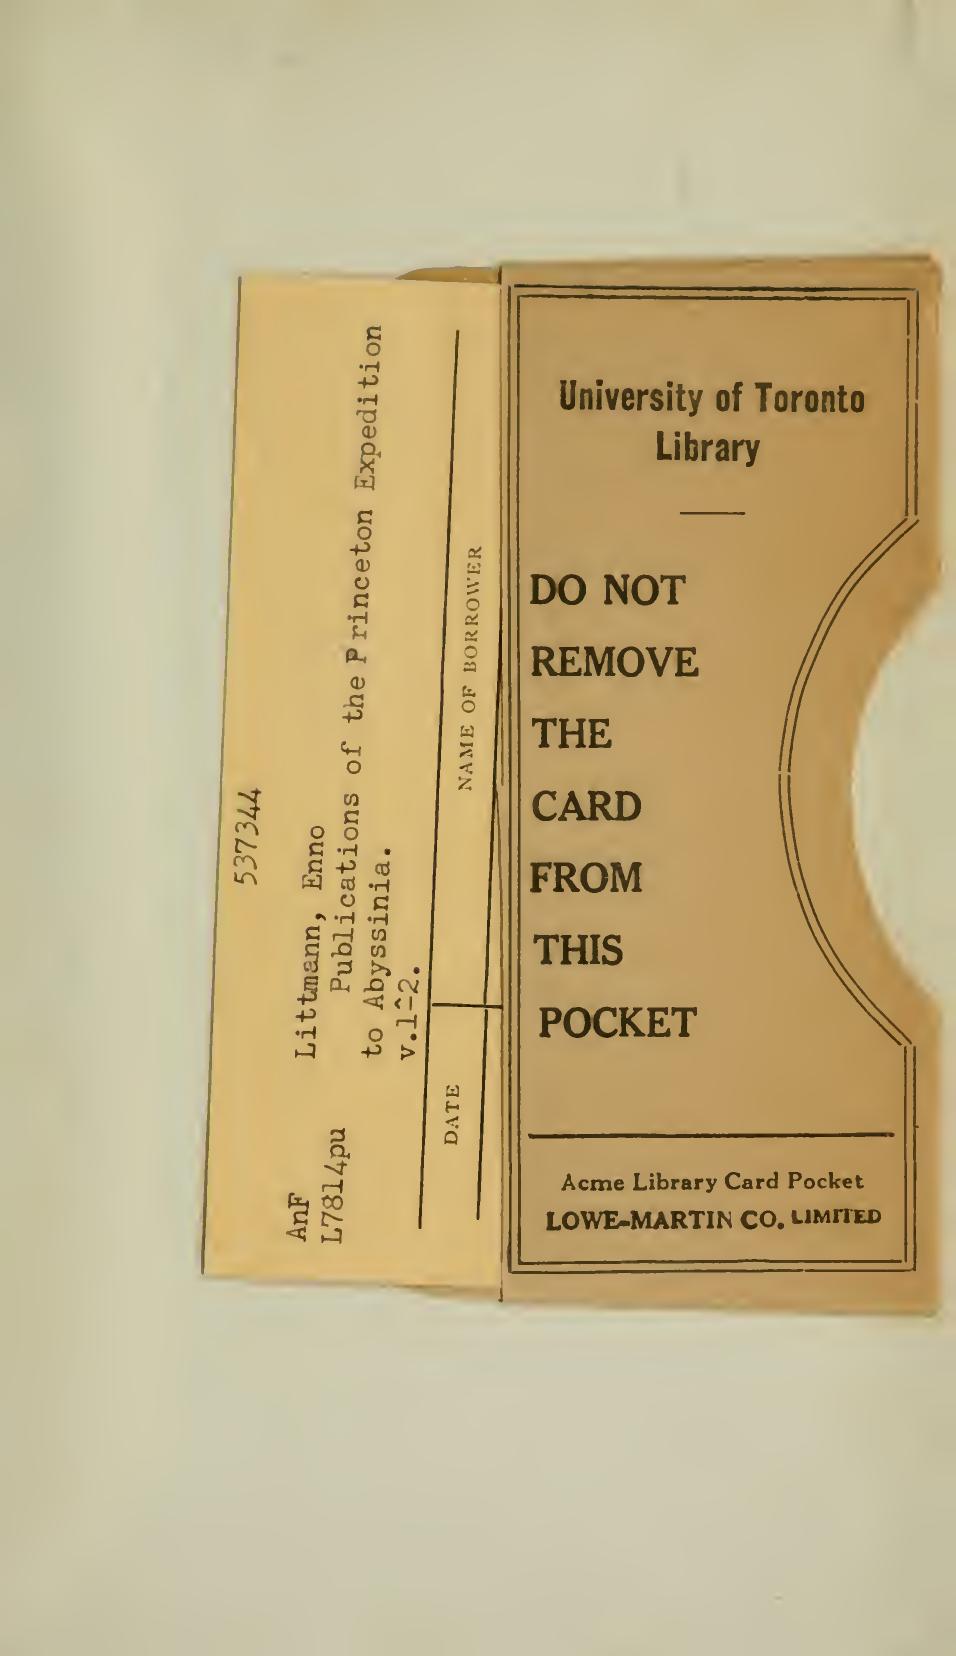 537344
AnF
L7814pu
Littmann, Enno
Publications of the Princeton Expedition
to Abyssinia.
v.1-2.
DATE
NAME OF BORROWER
University of Toronto
Library
DO NOT
REMOVE
THE
CARD
FROM
THIS
POCKET
Acme Library Card Pocket
LOWE-MARTIN CO. LIMITED